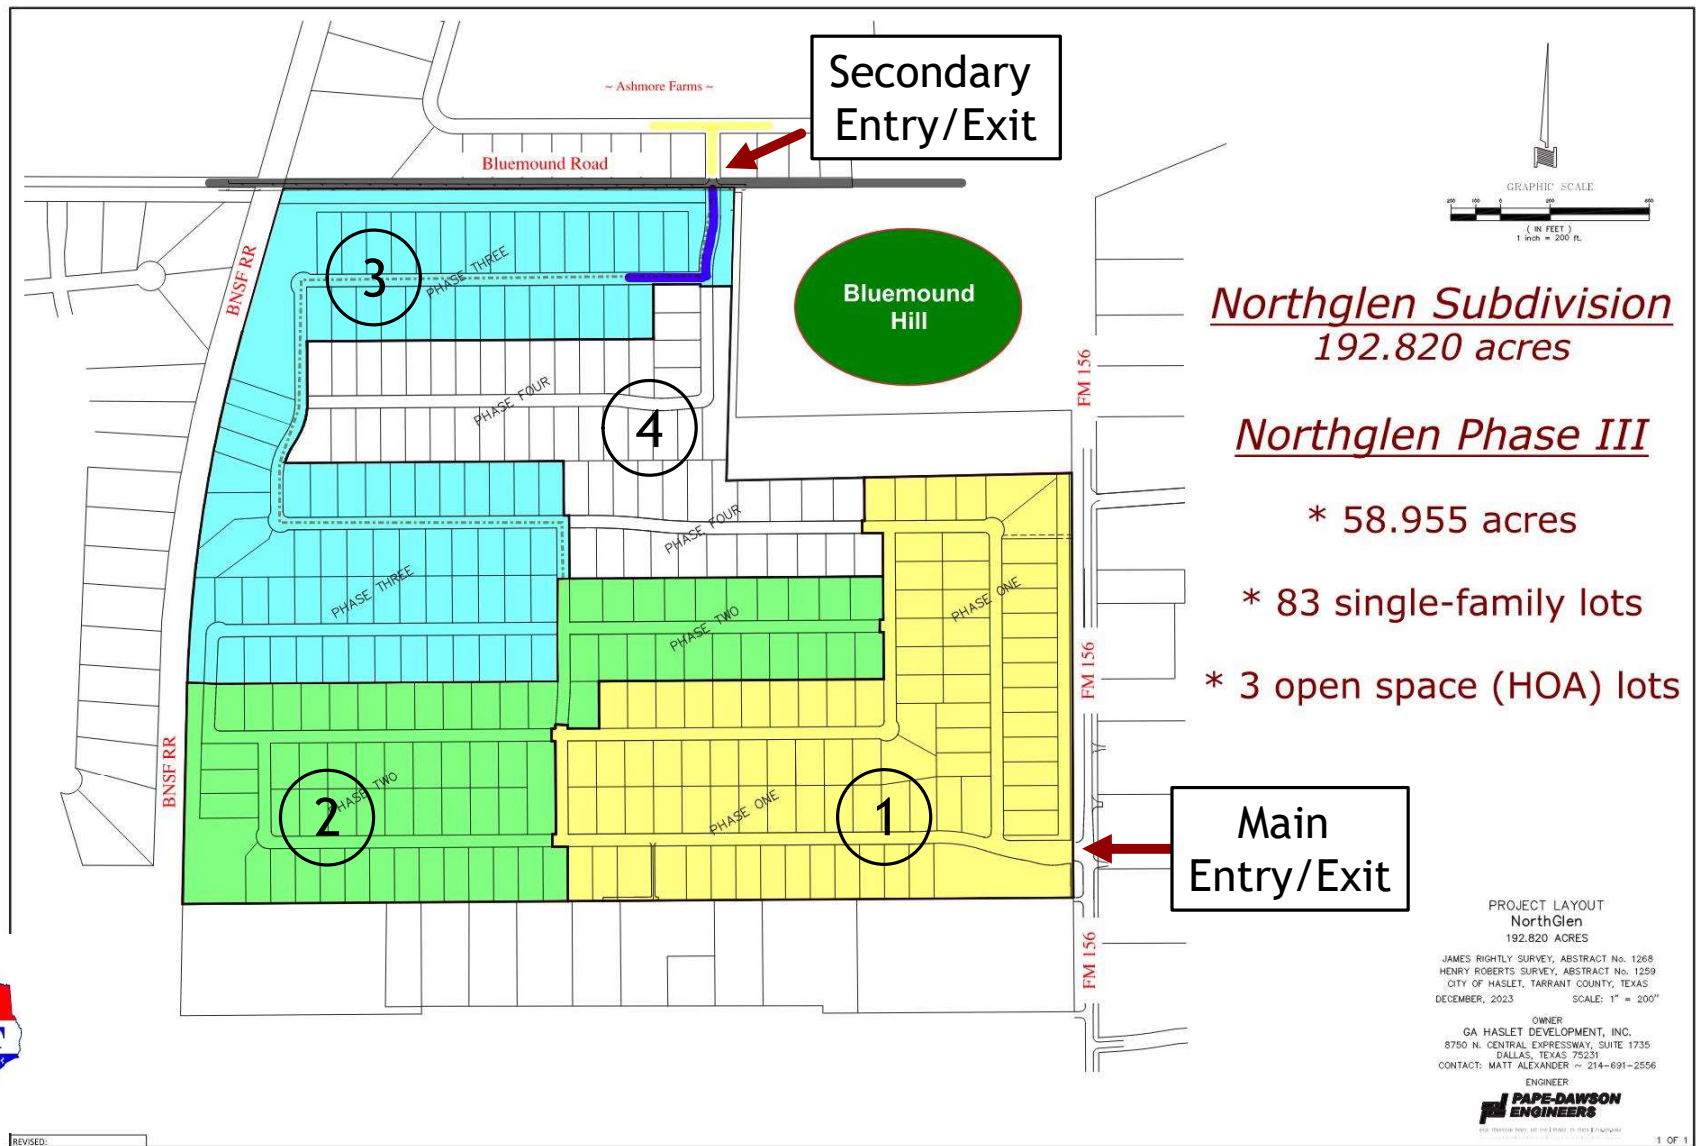 Secondary
Entry/Exit
~ Ashmore Farms ~
Bluemound Road
GRAPHIC SCALE
200
100
0
200
600
( IN FEET )
1 inch = 200 ft.
BNSF RR
3
PHASE THREE
Bluemound
Hill
Northglen Subdivision
192.820 acres
FM 156
PHASE FOUR
4
Northglen Phase III
* 58.955 acres
PHASE FOUR
PHASE THREE
PHASE TWO
PHASE ONE
* 83 single-family lots
FM 156
* 3 open space (HOA) lots
BNSF RR
2
PHASE TWO
PHASE ONE
1
Main
Entry/Exit
FM 156
PROJECT LAYOUT
NorthGlen
192.820 ACRES
JAMES RIGHTLY SURVEY, ABSTRACT No. 1268
HENRY ROBERTS SURVEY, ABSTRACT No. 1259
CITY OF HASLET, TARRANT COUNTY, TEXAS
DECEMBER, 2023 SCALE: 1" = 200"
OWNER
GA HASLET DEVELOPMENT, INC.
8750 N. CENTRAL EXPRESSWAY, SUITE 1735
DALLAS, TEXAS 75231
CONTACT: MATT ALEXANDER ~ 214-691-2556
ENGINEER
PAPE-DAWSON
ENGINEERS
REVISED:
1 OF 1